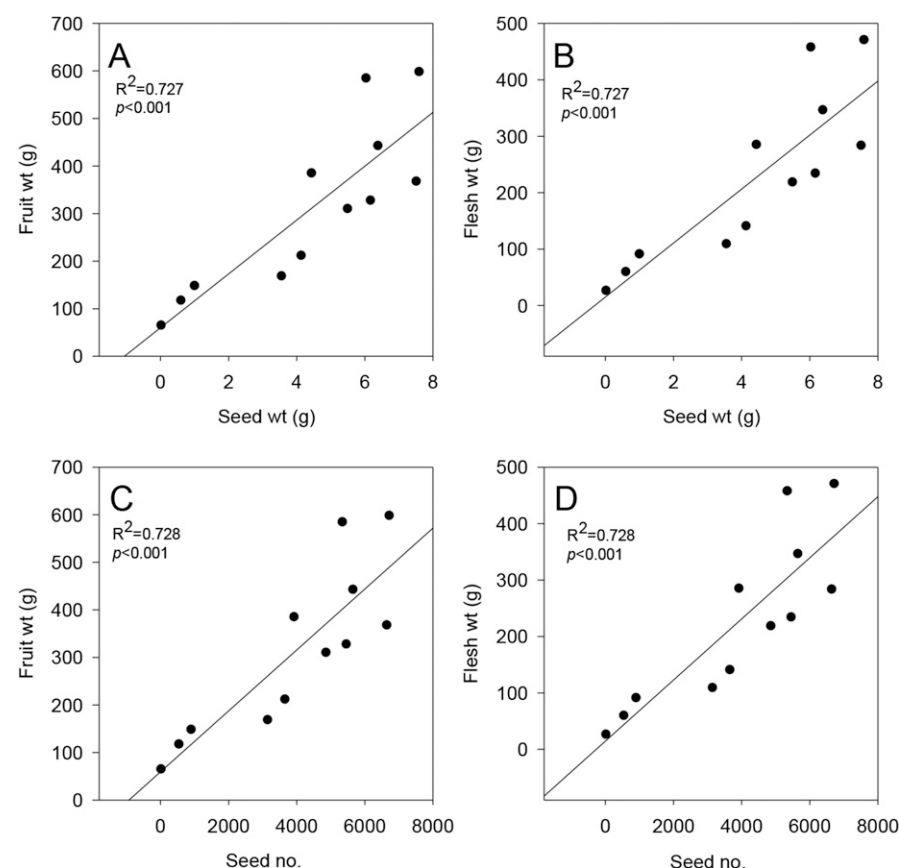 A
R2=0.727
p<0.001
700
600
500
400
300
200
100
0
Fruit wt (g)
0 2 4 6 8
Seed wt (g)
B
R2=0.727
p<0.001
500
400
300
200
100
0
Flesh wt (g)
0 2 4 6 8
Seed wt (g)
C
R2=0.728
p<0.001
700
600
500
400
300
200
100
0
Fruit wt (g)
0 2000 4000 6000 8000
Seed no.
D
R2=0.728
p<0.001
500
400
300
200
100
0
Flesh wt (g)
0 2000 4000 6000 8000
Seed no.